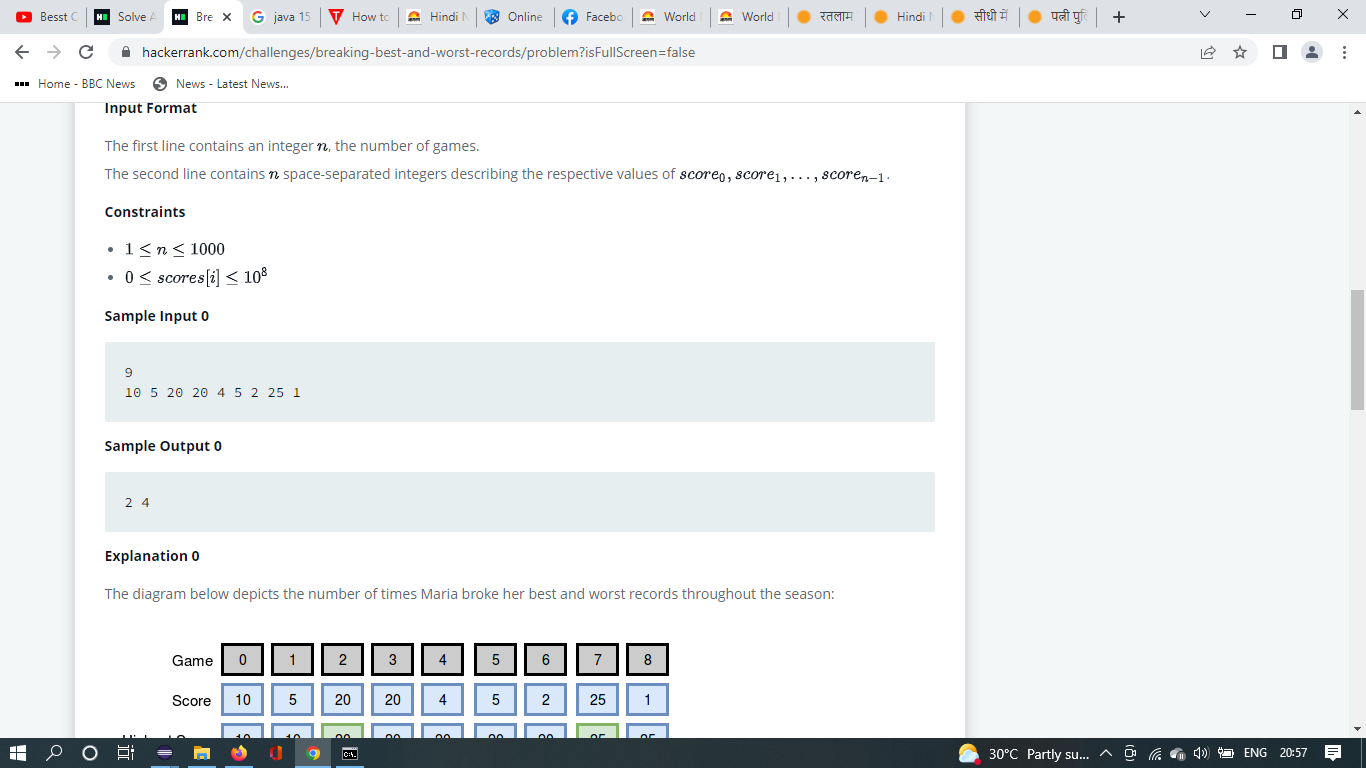 Besst C
Solve A
Bre
java 15
How to
Hindi N
Online
Facebo
World
World
रतलाम
Hindi N
सीधी में
पत्नी पुलि
hackerrank.com/challenges/breaking-best-and-worst-records/problem?isFullScreen=false
Home - BBC News
News - Latest News...
Input Format
The first line contains an integer n, the number of games.
The second line contains n space-separated integers describing the respective values of score₀, score₁, . . . , scoreₙ₋₁.
Constraints
• 1 ≤ n ≤ 1000
• 0 ≤ scores[i] ≤ 10⁸
Sample Input 0
9
10 5 20 20 4 5 2 25 1
Sample Output 0
2 4
Explanation 0
The diagram below depicts the number of times Maria broke her best and worst records throughout the season:
Game 0 1 2 3 4 5 6 7 8
Score 10 5 20 20 4 5 2 25 1
30°C Partly su... ENG 20:57